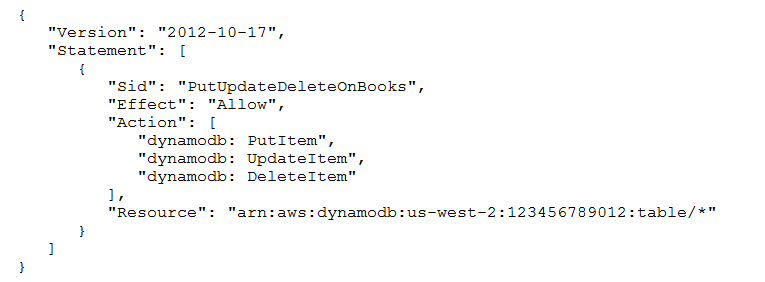 {
    "Version": "2012-10-17",
    "Statement": [
        {
            "Sid": "PutUpdateDeleteOnBooks",
            "Effect": "Allow",
            "Action": [
                "dynamodb: PutItem",
                "dynamodb: UpdateItem",
                "dynamodb: DeleteItem"
            ],
            "Resource": "arn:aws:dynamodb:us-west-2:123456789012:table/*"
        }
    ]
}